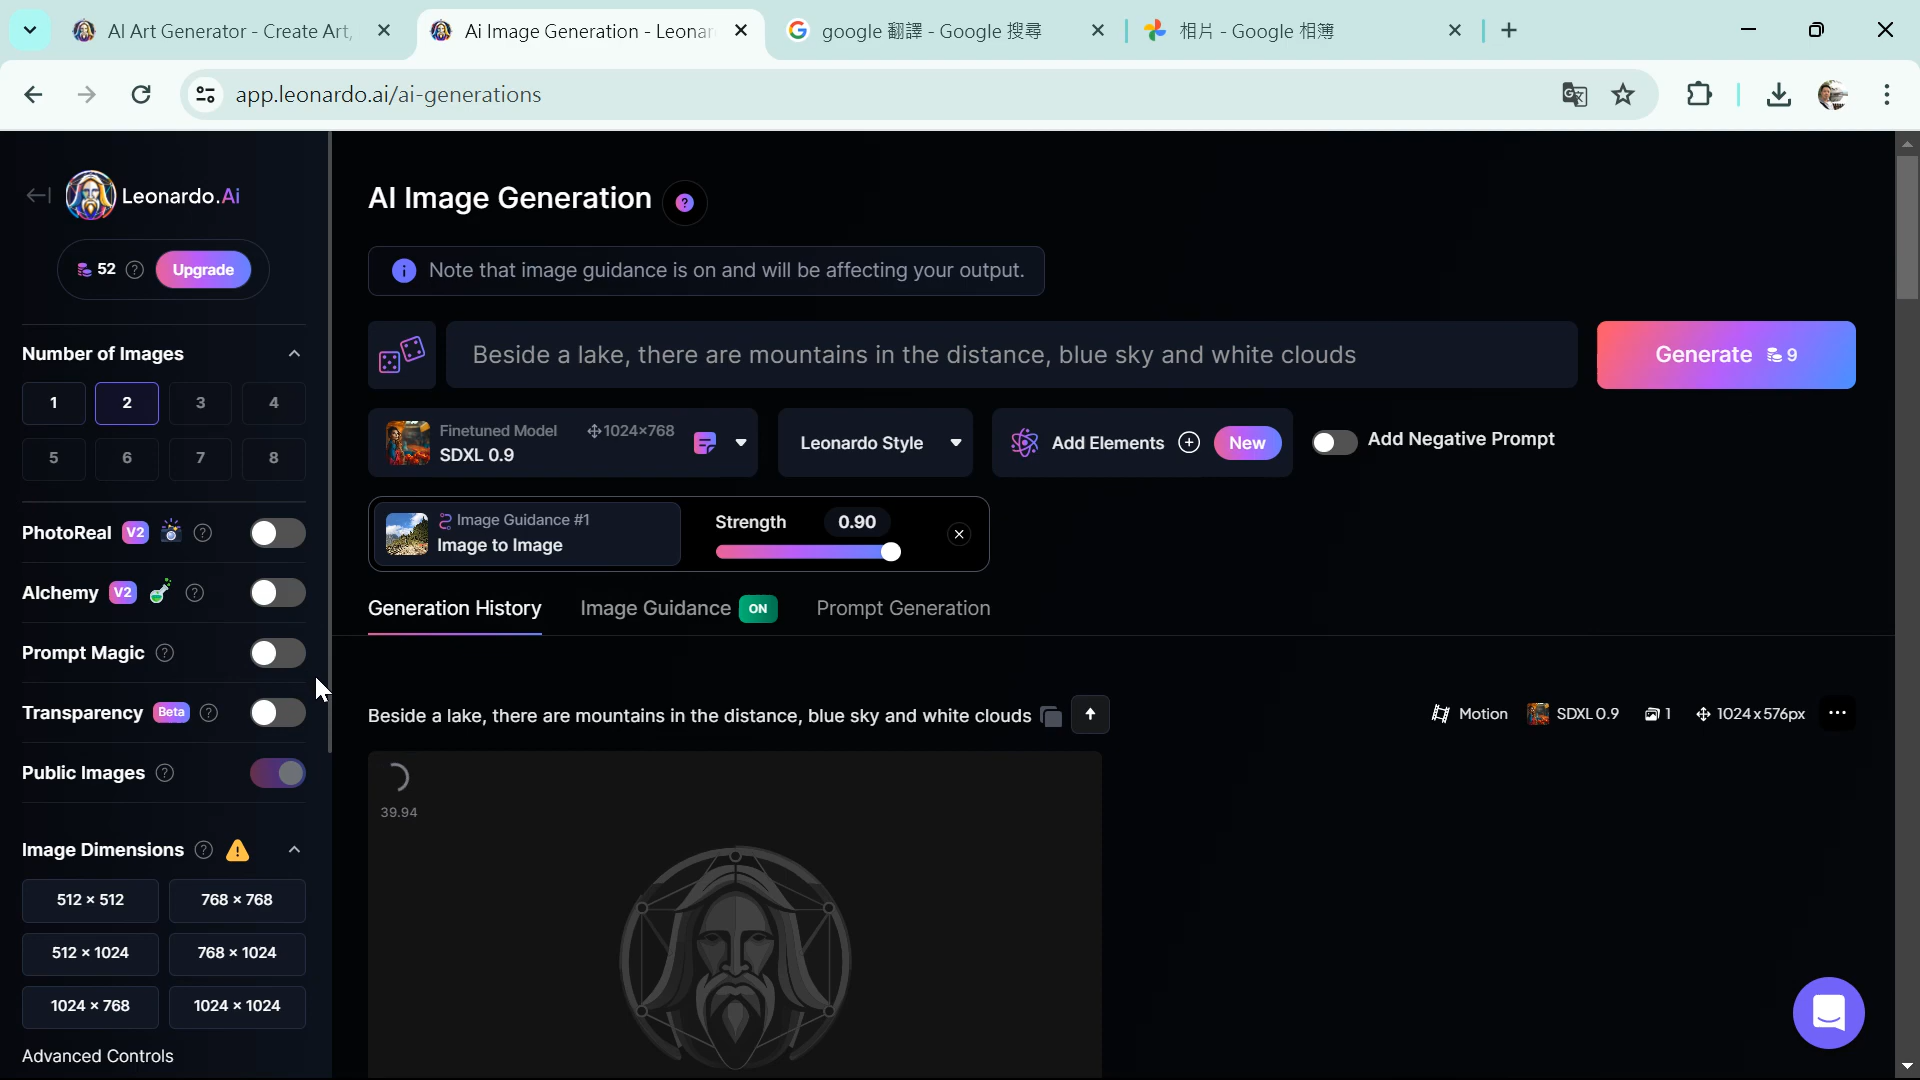 AI Art Generator - Create Art,
Ai Image Generation - Leonar
google 翻譯 - Google 搜尋
相片 - Google 相簿
app.leonardo.ai/ai-generations
Leonardo.Ai
52
Upgrade
Number of Images
1 2 3 4
5 6 7 8
PhotoReal V2
Alchemy V2
Prompt Magic
Transparency Beta
Public Images
Image Dimensions
512 × 512 768 × 768
512 × 1024 768 × 1024
1024 × 768 1024 × 1024
Advanced Controls
AI Image Generation ?
Note that image guidance is on and will be affecting your output.
Beside a lake, there are mountains in the distance, blue sky and white clouds
Generate 9
Finetuned Model 1024×768
SDXL 0.9
Leonardo Style
Add Elements New
Add Negative Prompt
Image Guidance #1
Image to Image
Strength 0.90
Generation History Image Guidance ON Prompt Generation
Beside a lake, there are mountains in the distance, blue sky and white clouds
Motion SDXL 0.9 1 1024 x 576px
39.94